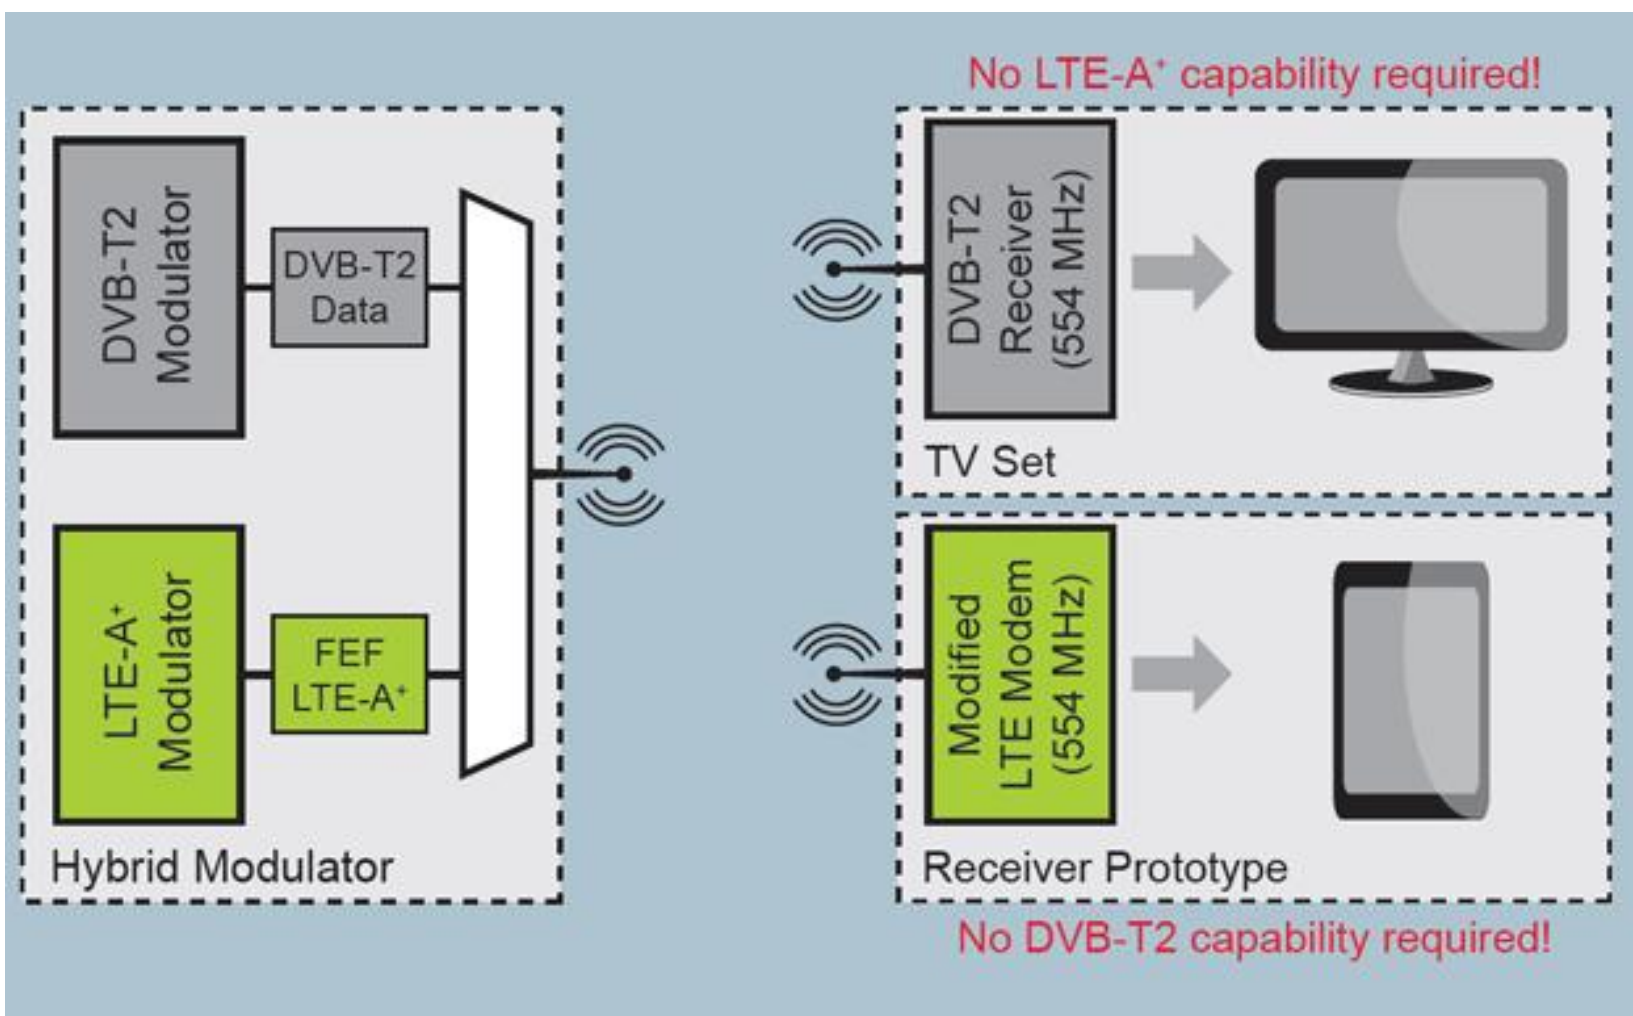 No LTE-A⁺ capability required!
DVB-T2
Modulator
DVB-T2
Data
LTE-A⁺
Modulator
FEF
LTE-A⁺
Hybrid Modulator
DVB-T2
Receiver
(554 MHz)
TV Set
Modified
LTE Modem
(554 MHz)
Receiver Prototype
No DVB-T2 capability required!